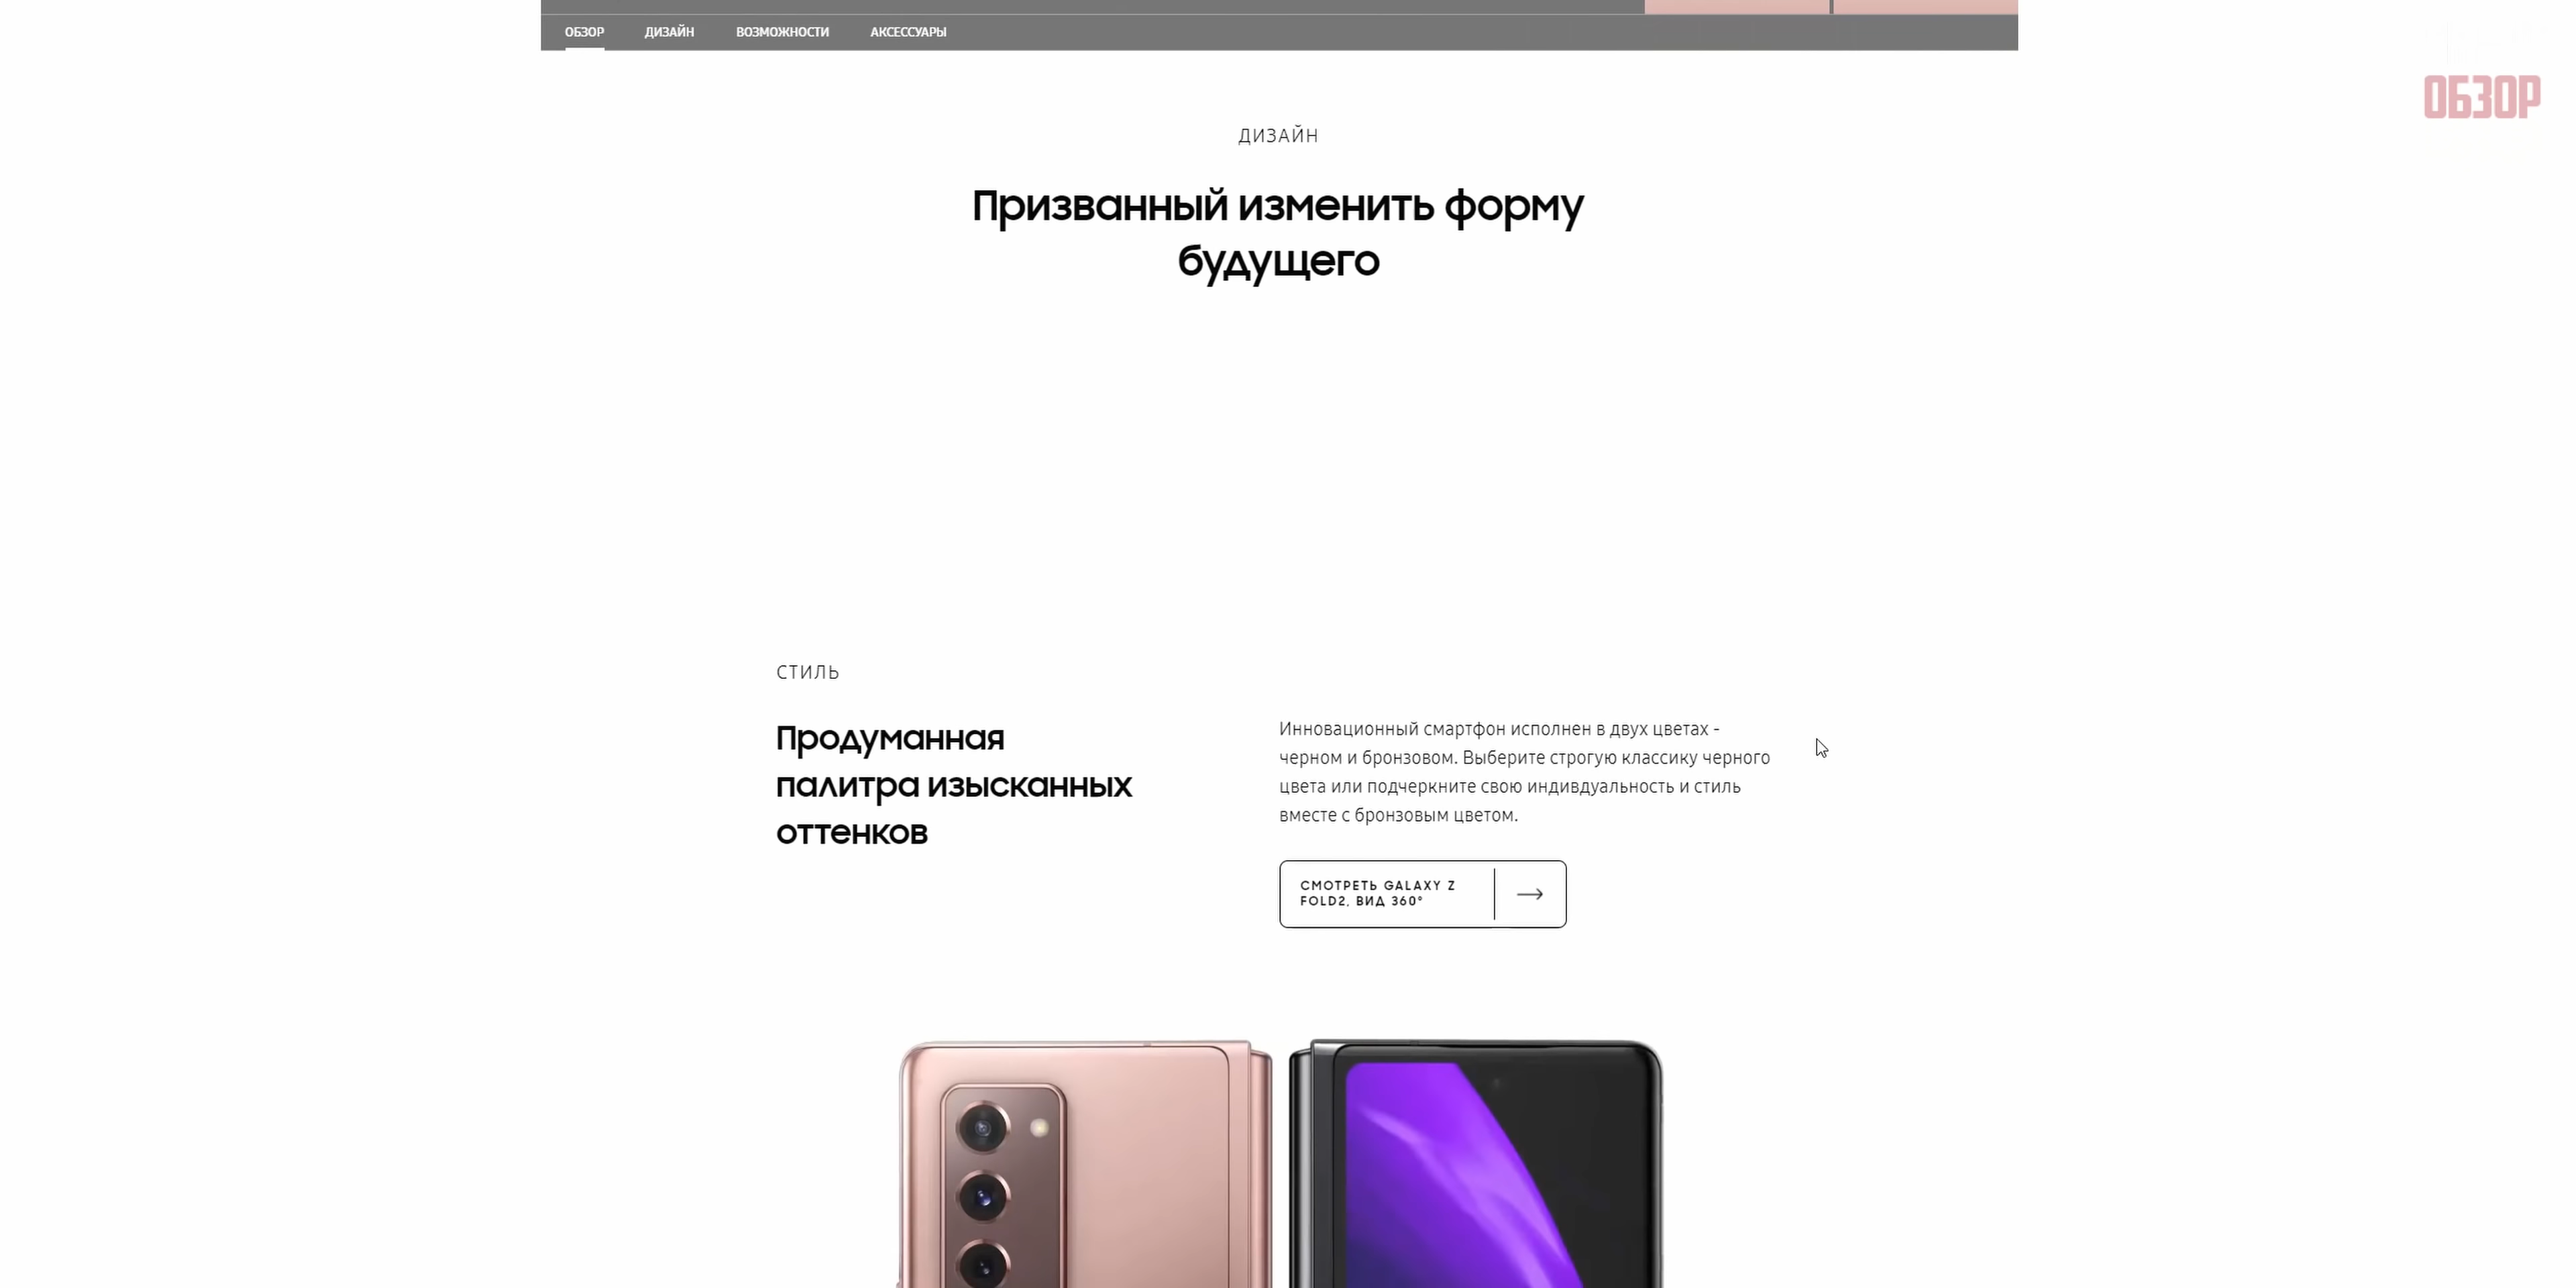 ОБЗОР ДИЗАЙН ВОЗМОЖНОСТИ АКСЕССУАРЫ
ОБЗОР
ДИЗАЙН
Призванный изменить форму
будущего
СТИЛЬ
Продуманная
палитра изысканных
оттенков
Инновационный смартфон исполнен в двух цветах -
черном и бронзовом. Выберите строгую классику черного
цвета или подчеркните свою индивдуальность и стиль
вместе с бронзовым цветом.
СМОТРЕТЬ GALAXY Z
FOLD2, ВИД 360°